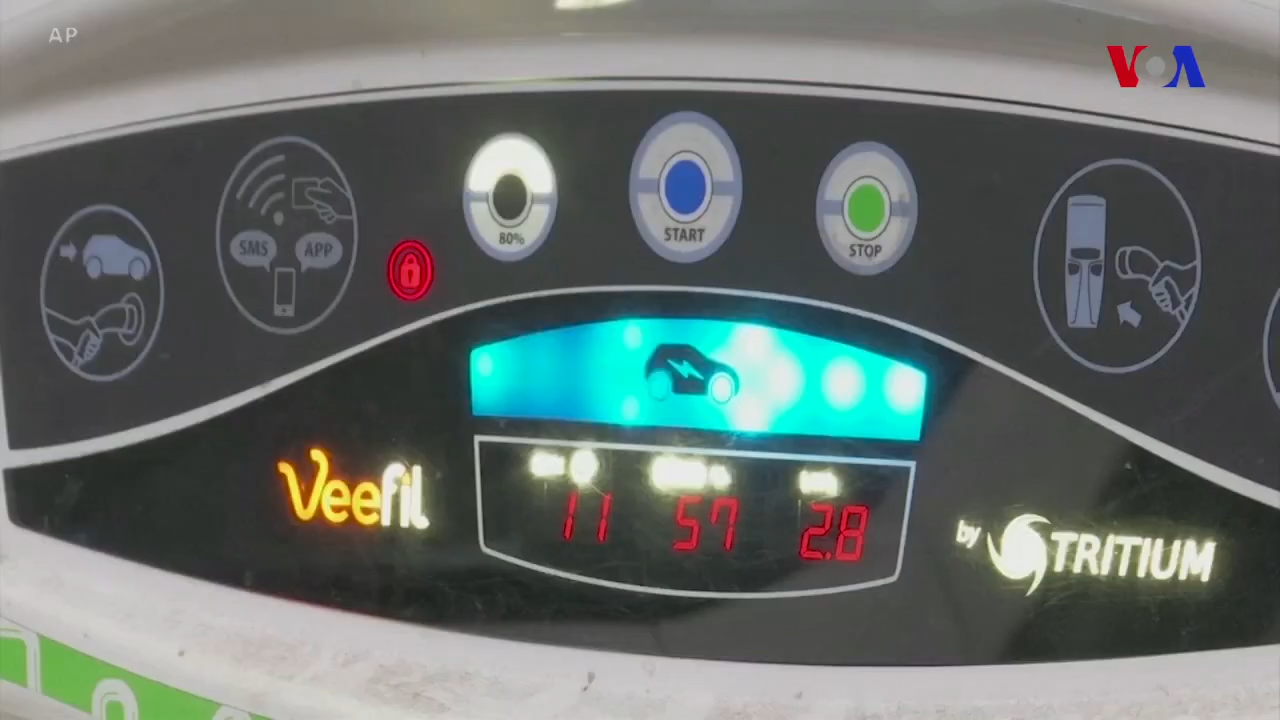 AP
VOA
SMS
APP
80%
START
STOP
Veefil
11 57 2.8
by TRITIUM